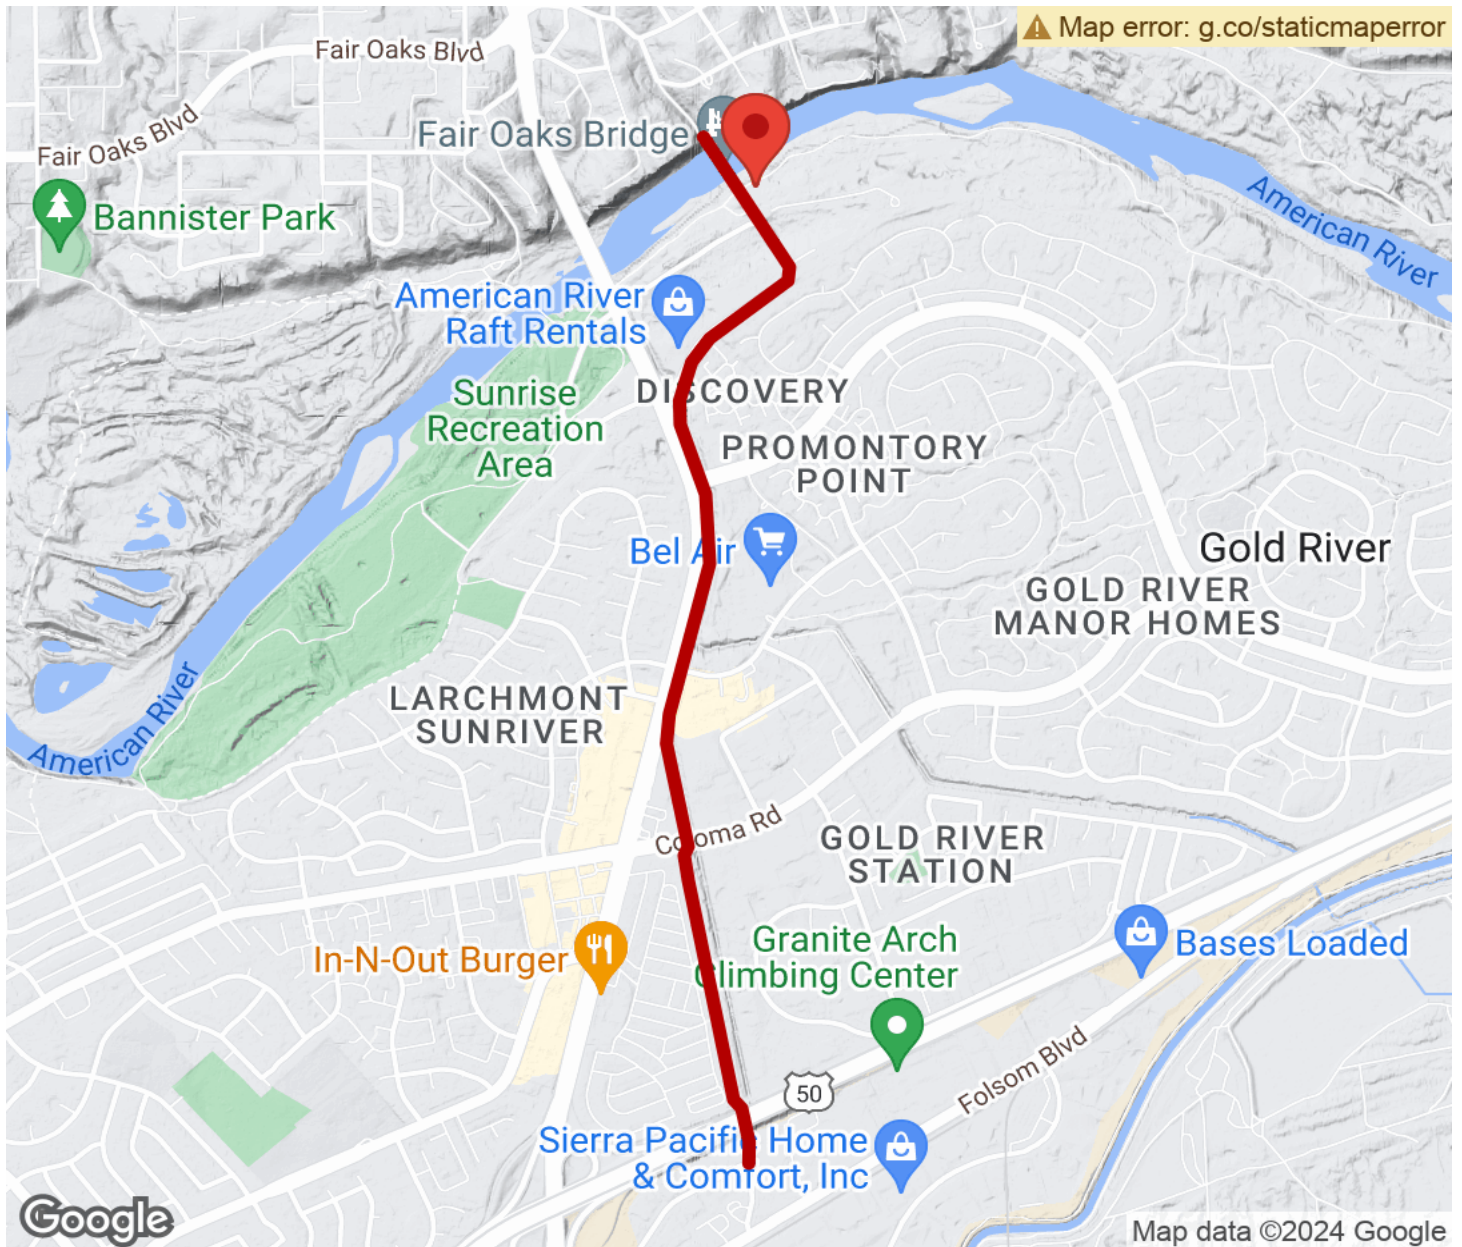 Map error: g.co/staticmaperror
Fair Oaks Blvd
Fair Oaks Blvd
Fair Oaks Bridge
American River
Bannister Park
American River
Raft Rentals
DISCOVERY
Sunrise
Recreation
Area
PROMONTORY
POINT
Bel Air
Gold River
GOLD RIVER
MANOR HOMES
LARCHMONT
SUNRIVER
American River
Coloma Rd
GOLD RIVER
STATION
In-N-Out Burger
Granite Arch
Climbing Center
Bases Loaded
50
Folsom Blvd
Sierra Pacific Home
& Comfort, Inc
Google
Map data ©2024 Google